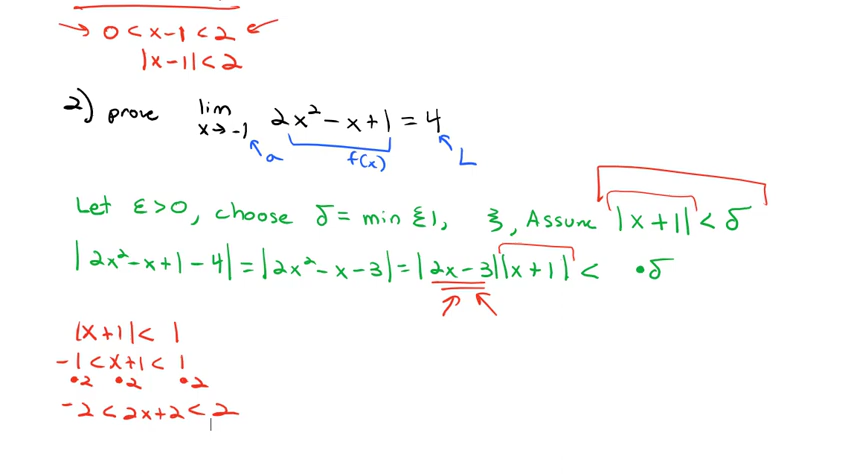 → 0 < x-1 < 2 ←
|x-1| < 2
2) prove lim x→-1 2x²-x+1 = 4
a f(x) L
Let ε>0, choose δ = min {1, }, Assume |x+1| < δ
|2x²-x+1-4| = |2x²-x-3| = |2x-3||x+1| < •δ
|x+1| < 1
-1 < x+1 < 1
•2 •2 •2
-2 < 2x+2 < 2